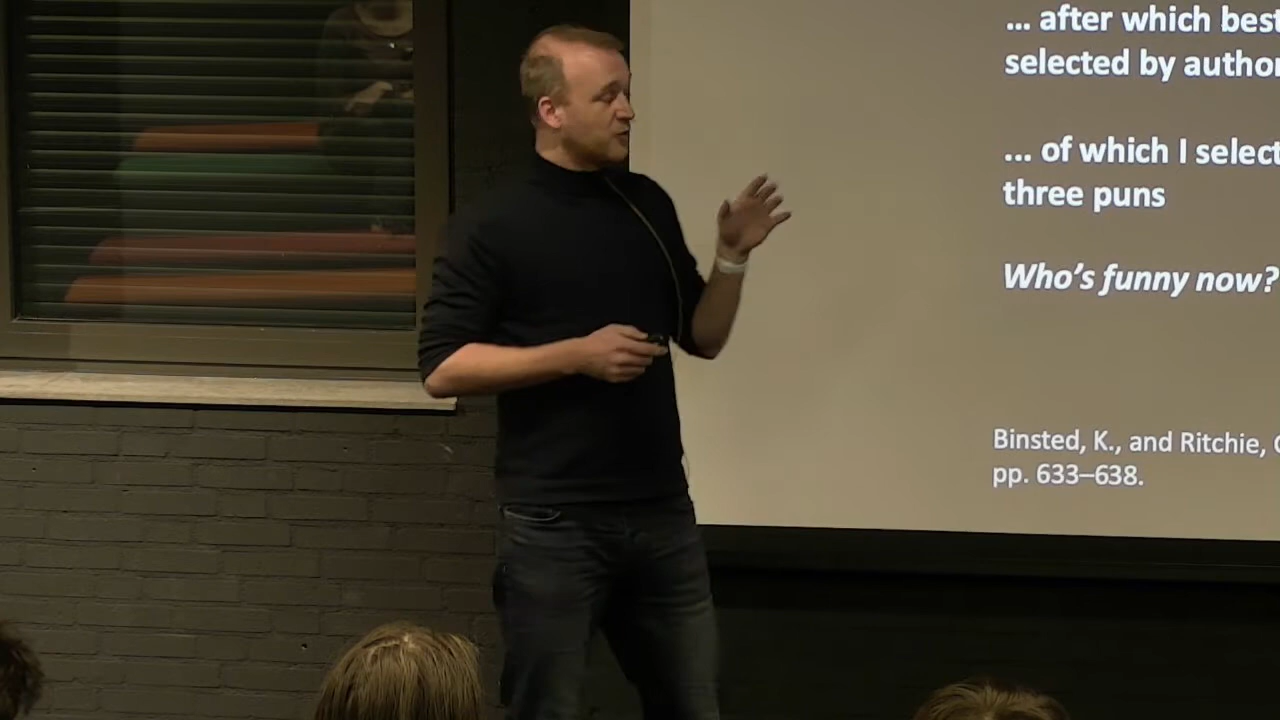 ... after which best
selected by author
... of which I select
three puns
Who's funny now?
Binsted, K., and Ritchie,
pp. 633–638.